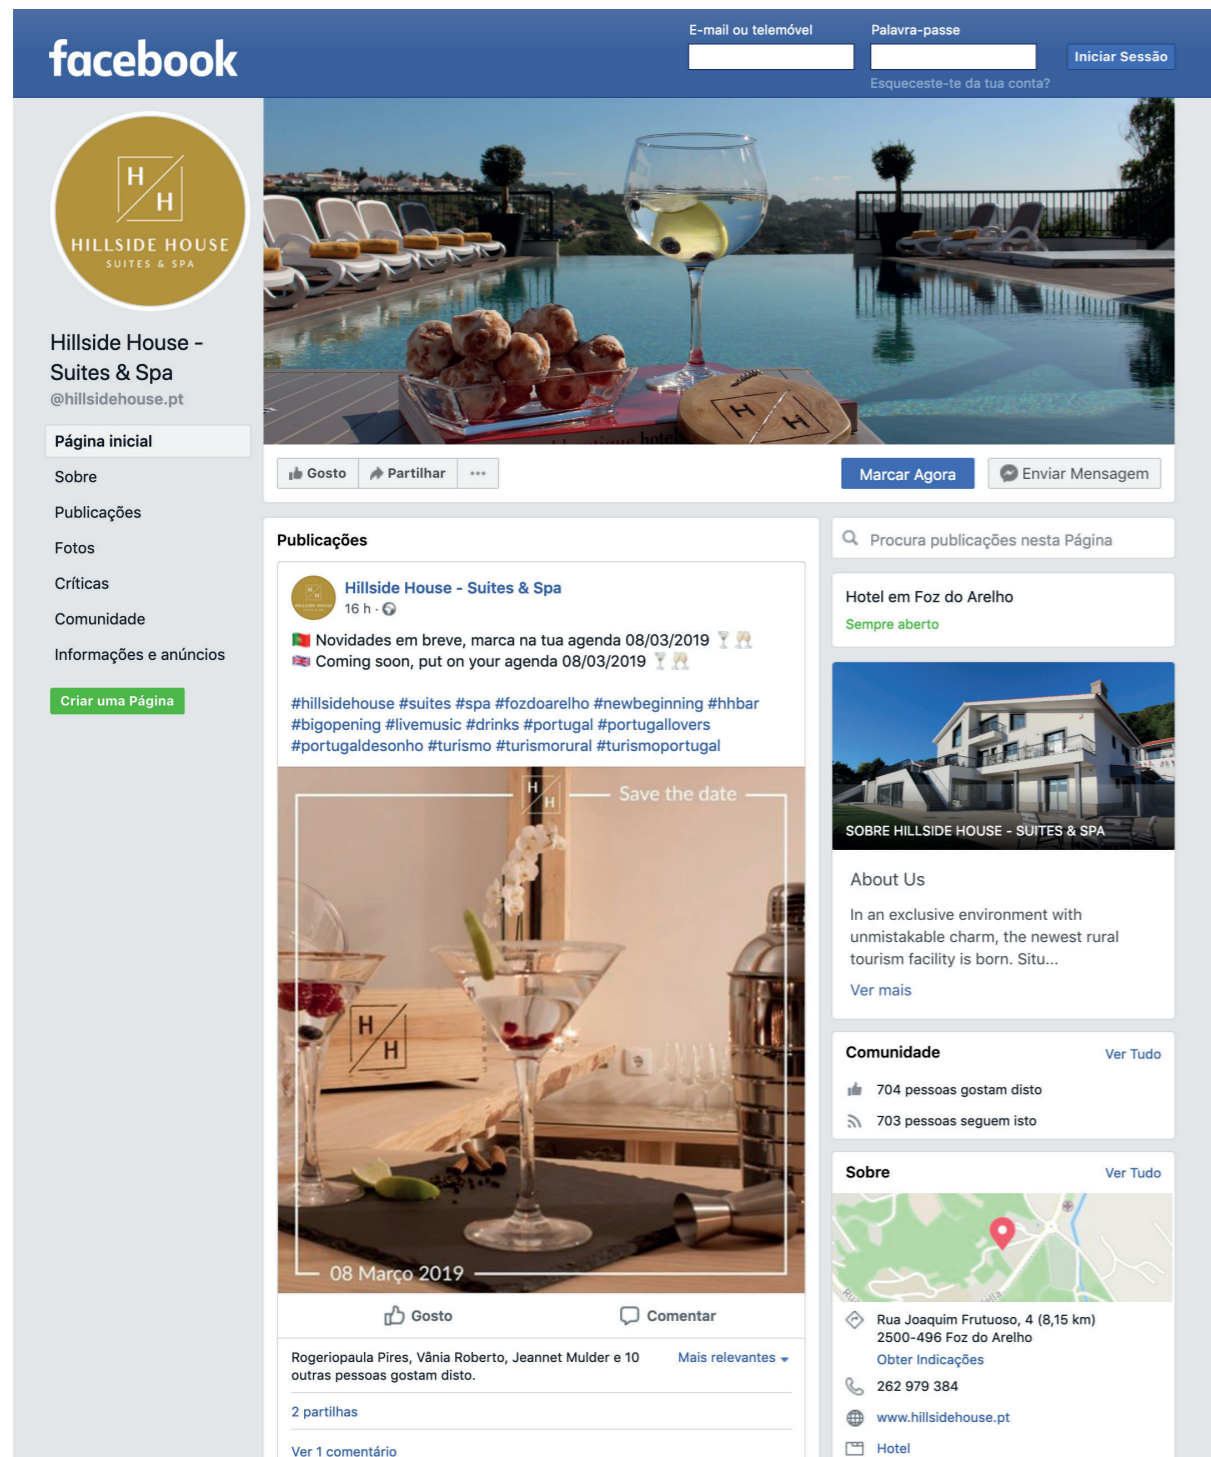 facebook
E-mail ou telemóvel
Palavra-passe
Iniciar Sessão
Esqueceste-te da tua conta?
H
H
HILLSIDE HOUSE
SUITES & SPA
Hillside House -
Suites & Spa
@hillsidehouse.pt
Página inicial
Sobre
Publicações
Fotos
Críticas
Comunidade
Informações e anúncios
Criar uma Página
H
H
boutique hotels
Gosto
Partilhar
Marcar Agora
Enviar Mensagem
Publicações
Hillside House - Suites & Spa
16 h
Novidades em breve, marca na tua agenda 08/03/2019
Coming soon, put on your agenda 08/03/2019
#hillsidehouse #suites #spa #fozdoarelho #newbeginning #hhbar
#bigopening #livemusic #drinks #portugal #portugallovers
#portugaldesonho #turismo #turismorural #turismoportugal
H
H
Save the date
H
H
08 Março 2019
Gosto
Comentar
Rogeriopaula Pires, Vânia Roberto, Jeannet Mulder e 10
outras pessoas gostam disto.
Mais relevantes
2 partilhas
Ver 1 comentário
Procura publicações nesta Página
Hotel em Foz do Arelho
Sempre aberto
SOBRE HILLSIDE HOUSE - SUITES & SPA
About Us
In an exclusive environment with
unmistakable charm, the newest rural
tourism facility is born. Situ...
Ver mais
Comunidade
Ver Tudo
704 pessoas gostam disto
703 pessoas seguem isto
Sobre
Ver Tudo
Rua Joaquim Frutuoso, 4 (8,15 km)
2500-496 Foz do Arelho
Obter Indicações
262 979 384
www.hillsidehouse.pt
Hotel